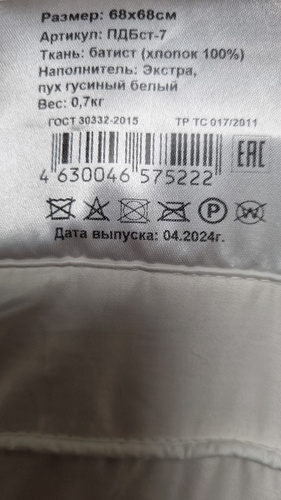 Размер: 68х68см
Артикул: ПДБст-7
Ткань: батист (хлопок 100%)
Наполнитель: Экстра,
пух гусиный белый
Вес: 0,7кг
ГОСТ 30332-2015 ТР ТС 017/2011
EAC
4 630046 575222
P W
Дата выпуска: 04.2024г.